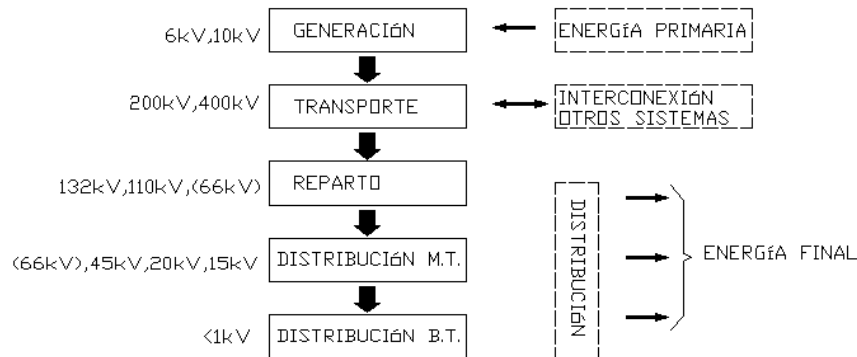 6kV,10kV
GENERACIÓN
ENERGÍA PRIMARIA
200kV,400kV
TRANSPORTE
INTERCONEXIÓN
OTROS SISTEMAS
132kV,110kV,(66kV)
REPARTO
(66kV),45kV,20kV,15kV
DISTRIBUCIÓN M.T.
<1kV
DISTRIBUCIÓN B.T.
DISTRIBUCIÓN
ENERGÍA FINAL